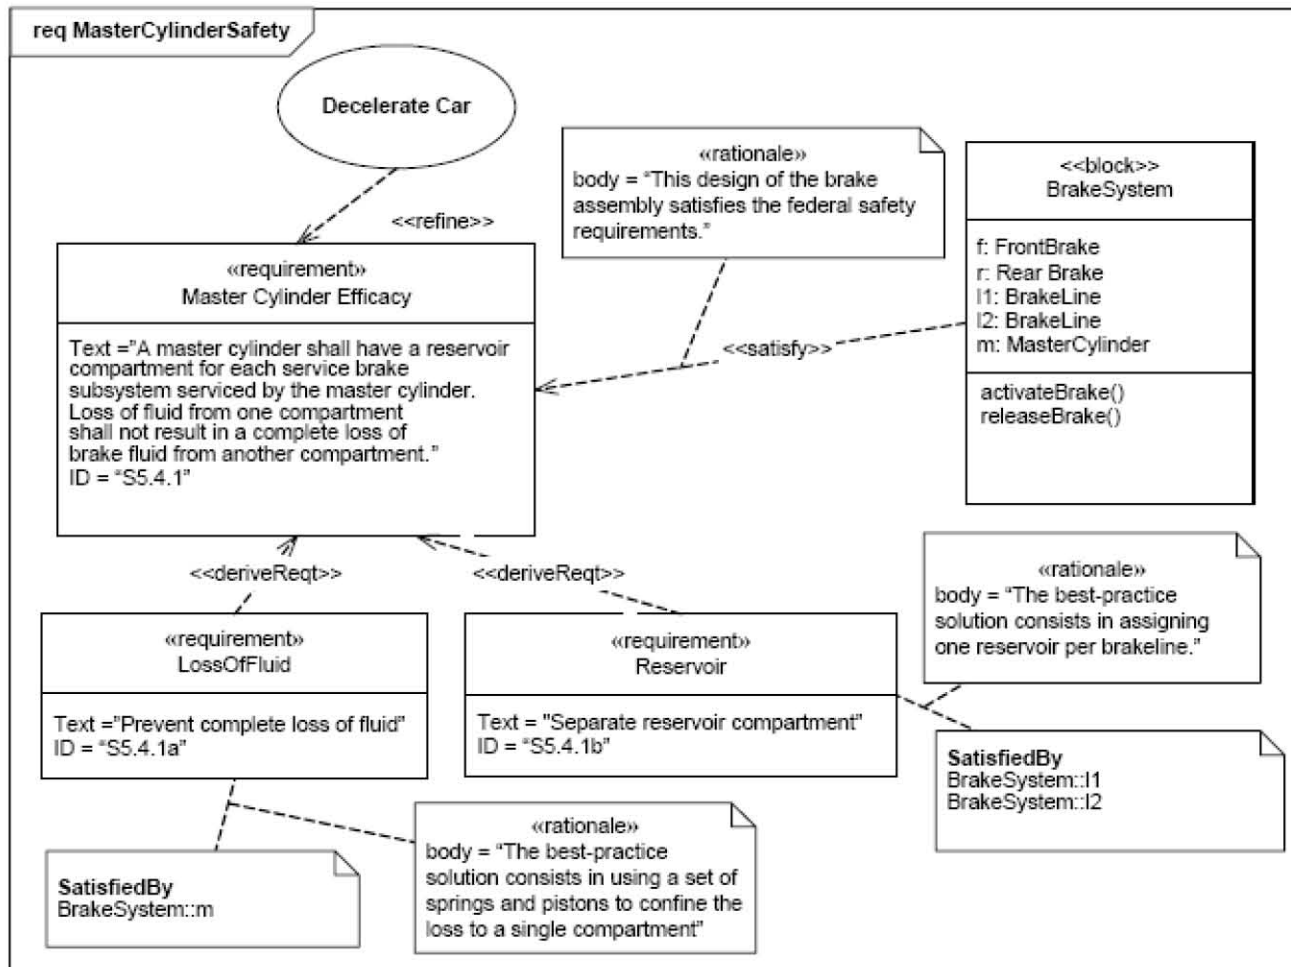 req MasterCylinderSafety
Decelerate Car
<<refine>>
«rationale»
body = “This design of the brake
assembly satisfies the federal safety
requirements.”
<<block>>
BrakeSystem
f: FrontBrake
r: Rear Brake
l1: BrakeLine
l2: BrakeLine
m: MasterCylinder
activateBrake()
releaseBrake()
«requirement»
Master Cylinder Efficacy
Text =”A master cylinder shall have a reservoir
compartment for each service brake
subsystem serviced by the master cylinder.
Loss of fluid from one compartment
shall not result in a complete loss of
brake fluid from another compartment.”
ID = “S5.4.1”
<<satisfy>>
<<deriveReqt>>
<<deriveReqt>>
«requirement»
LossOfFluid
Text =”Prevent complete loss of fluid”
ID = “S5.4.1a”
«requirement»
Reservoir
Text = "Separate reservoir compartment”
ID = “S5.4.1b”
«rationale»
body = “The best-practice
solution consists in assigning
one reservoir per brakeline.”
SatisfiedBy
BrakeSystem::l1
BrakeSystem::l2
SatisfiedBy
BrakeSystem::m
«rationale»
body = “The best-practice
solution consists in using a set of
springs and pistons to confine the
loss to a single compartment”